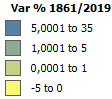 Var % 1861/2019
5,0001 to 35
1,0001 to 5
0,0001 to 1
-5 to 0